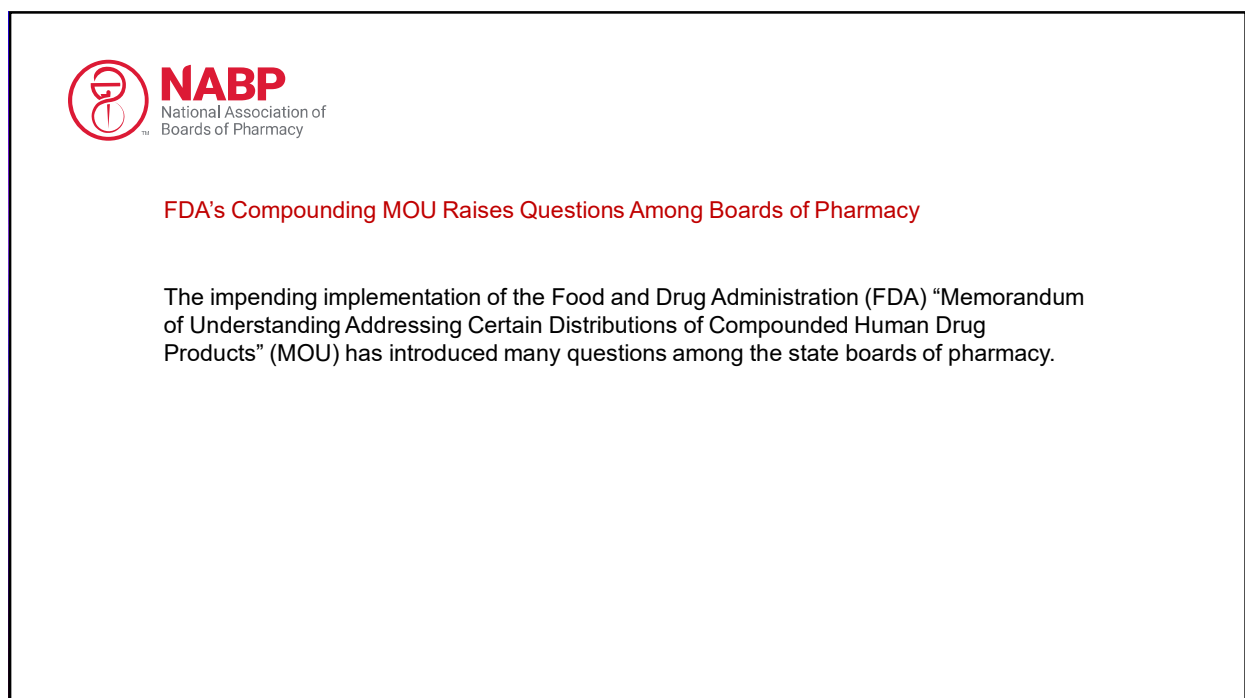 NABP
National Association of
Boards of Pharmacy
TM
FDA’s Compounding MOU Raises Questions Among Boards of Pharmacy
The impending implementation of the Food and Drug Administration (FDA) “Memorandum
of Understanding Addressing Certain Distributions of Compounded Human Drug
Products” (MOU) has introduced many questions among the state boards of pharmacy.